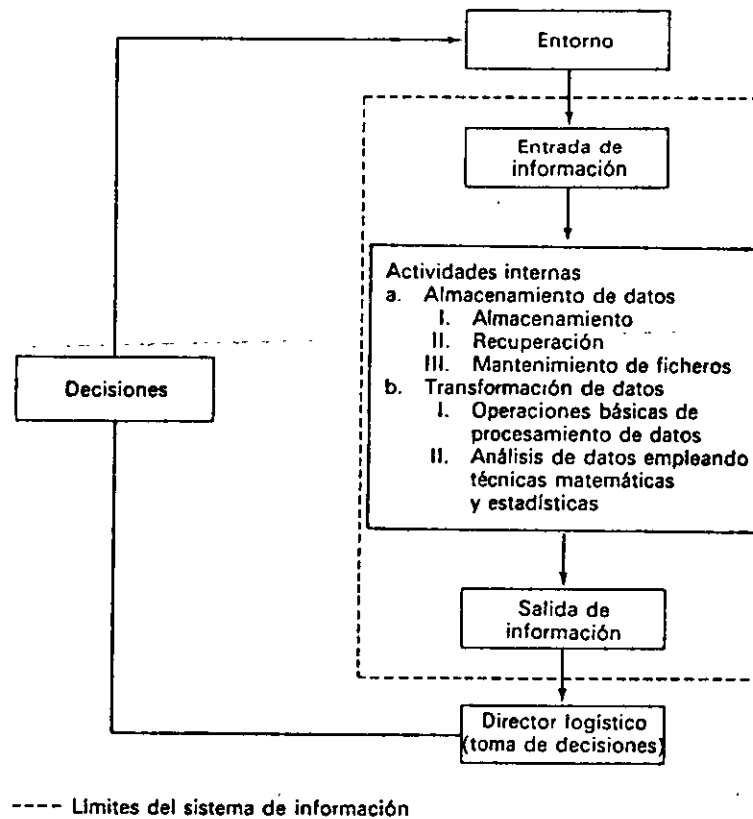 Entorno
Entrada de
información
Actividades internas
a. Almacenamiento de datos
I. Almacenamiento
II. Recuperación
III. Mantenimiento de ficheros
b. Transformación de datos
I. Operaciones básicas de
procesamiento de datos
II. Análisis de datos empleando
técnicas matemáticas
y estadísticas
Decisiones
Salida de
información
Director logístico
(toma de decisiones)
---- Límites del sistema de información